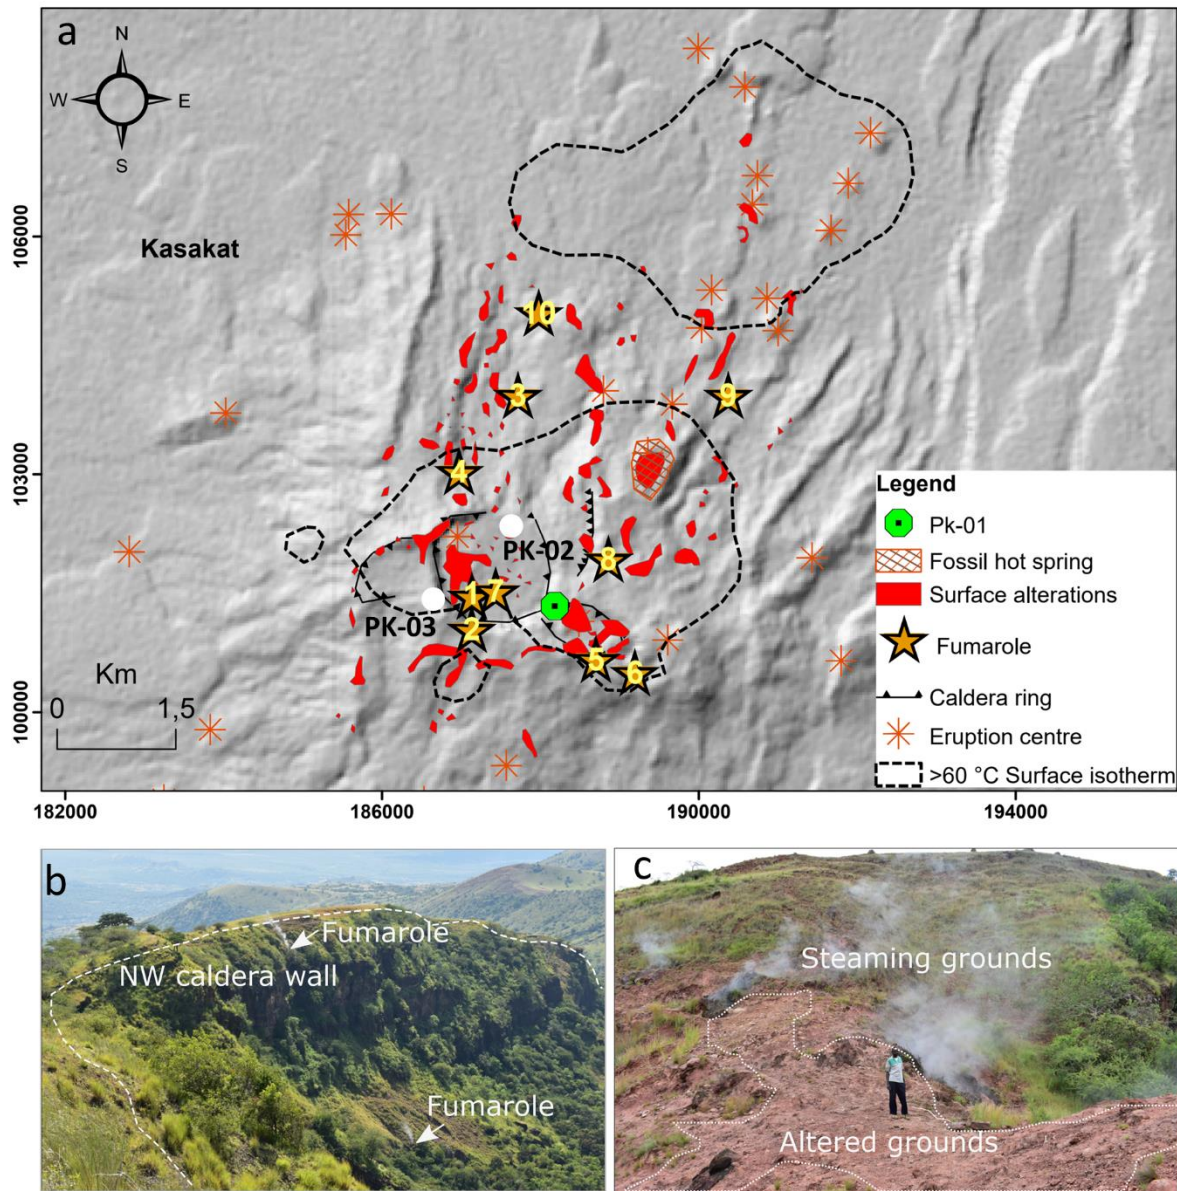 a
N
W E
S
106000
Kasakat
10
3
9
103000
4
PK-02
8
1 7
PK-03
2
5
6
Km
0 1,5
100000
Legend
Pk-01
Fossil hot spring
Surface alterations
Fumarole
Caldera ring
Eruption centre
>60 °C Surface isotherm
182000 186000 190000 194000
b
Fumarole
NW caldera wall
Fumarole
c
Steaming grounds
Altered grounds